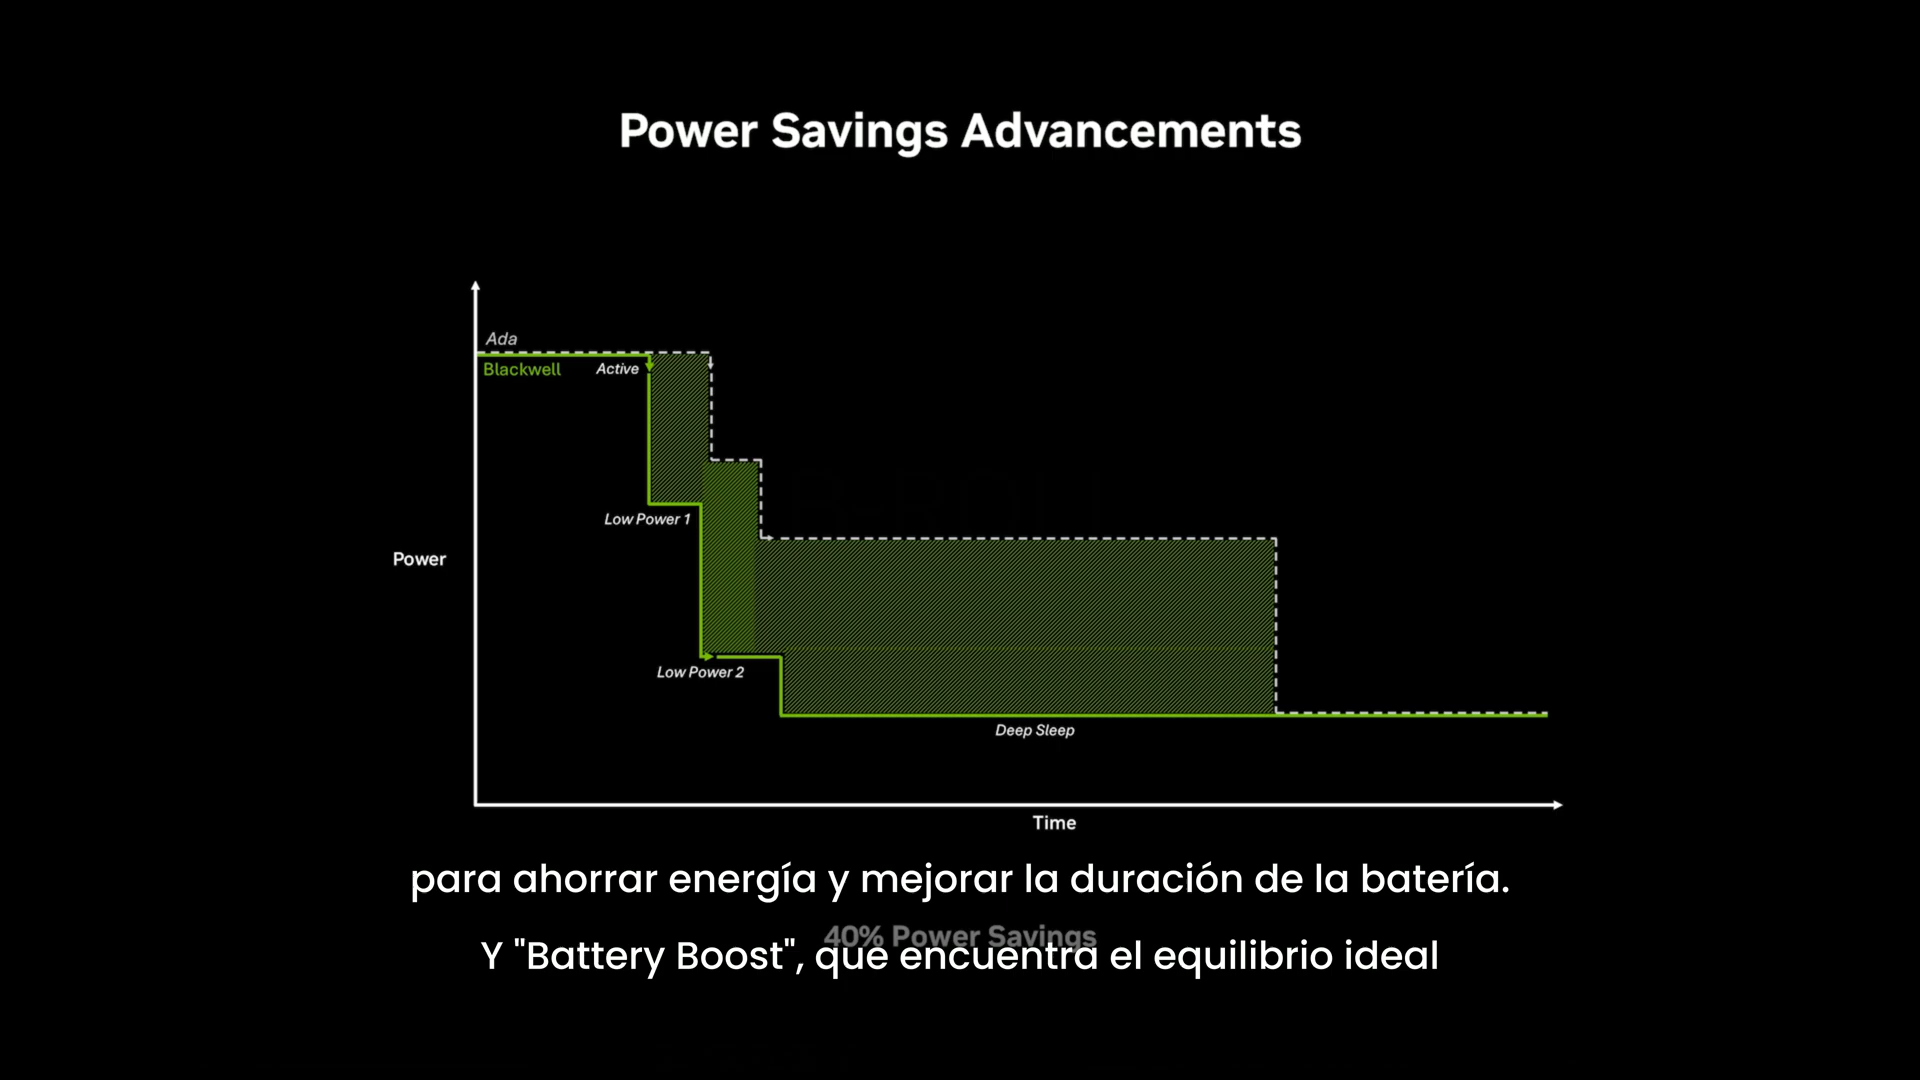 Power Savings Advancements
Ada
Blackwell
Active
Low Power 1
Power
Low Power 2
Deep Sleep
Time
para ahorrar energía y mejorar la duración de la batería.
40% Power Savings
Y "Battery Boost", que encuentra el equilibrio ideal